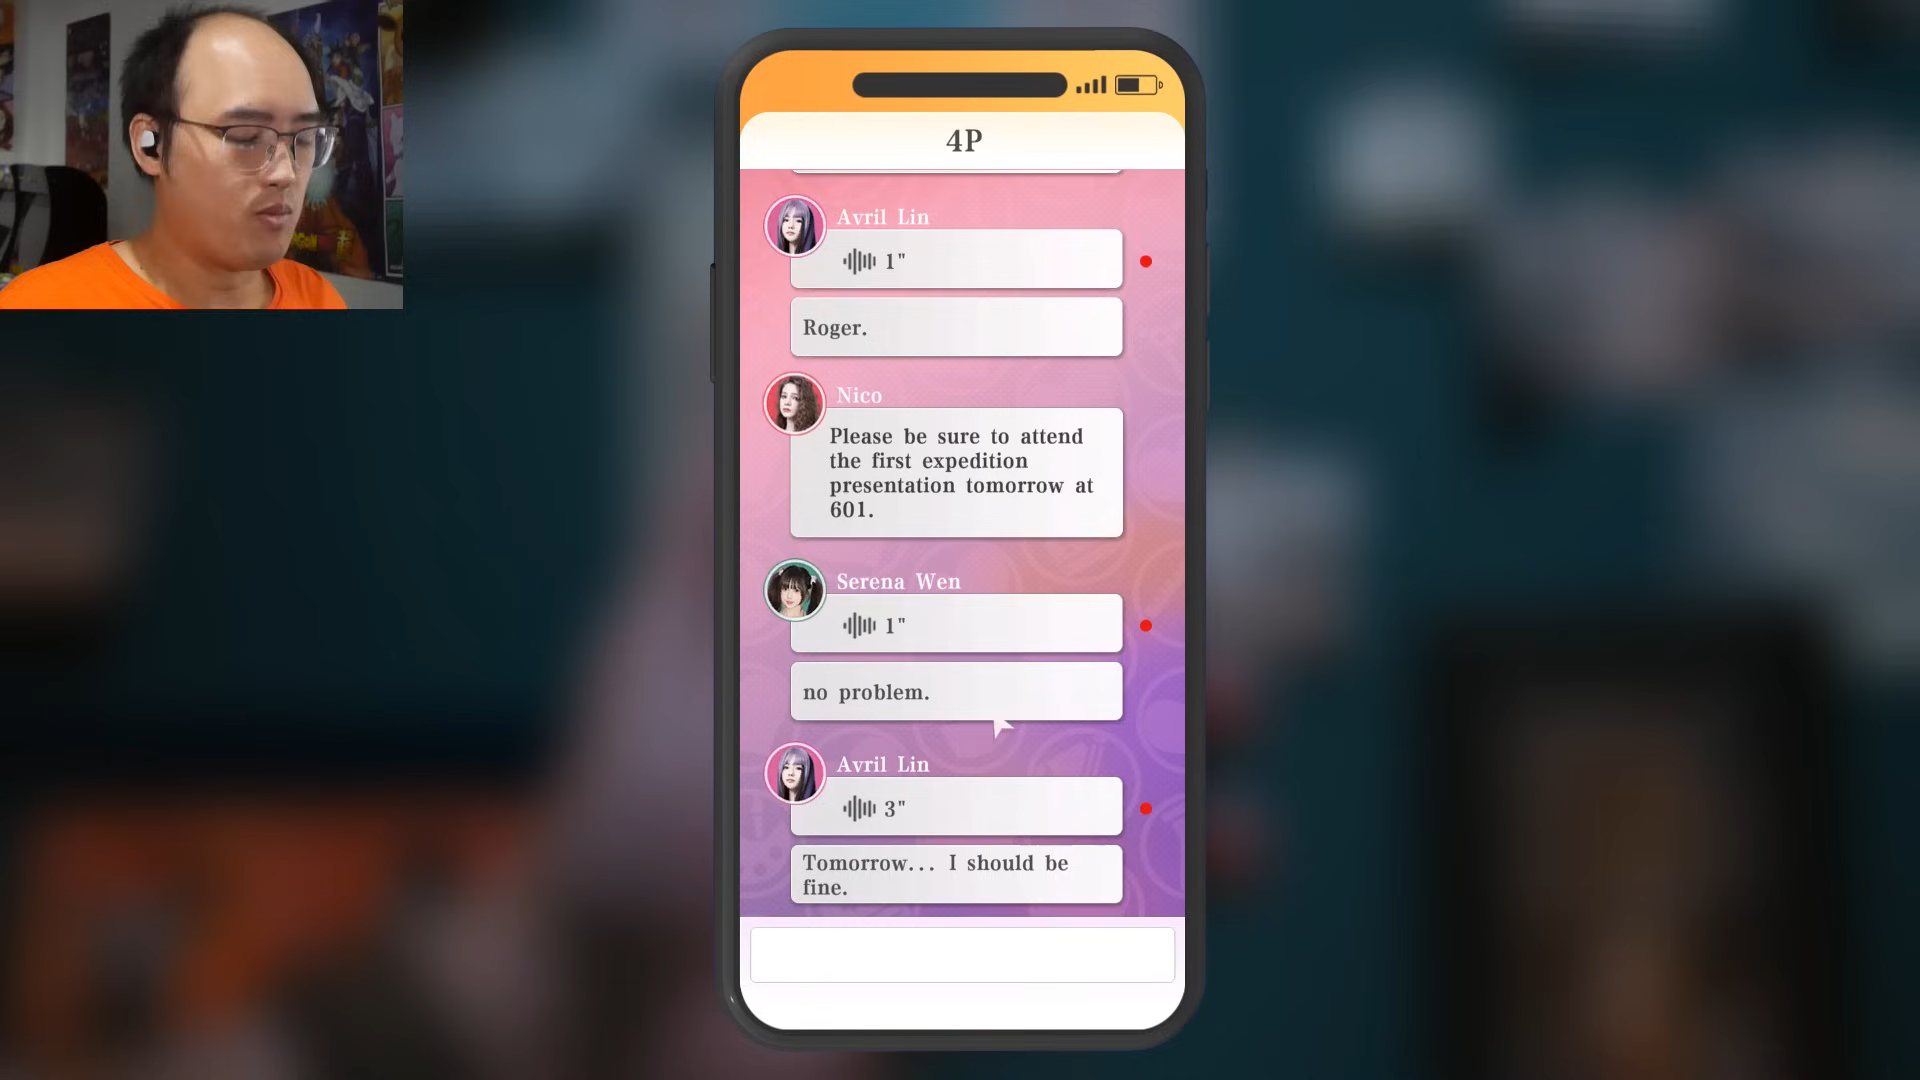 4P
Avril Lin
1"
Roger.
Nico
Please be sure to attend
the first expedition
presentation tomorrow at
601.
Serena Wen
1"
no problem.
Avril Lin
3"
Tomorrow... I should be
fine.